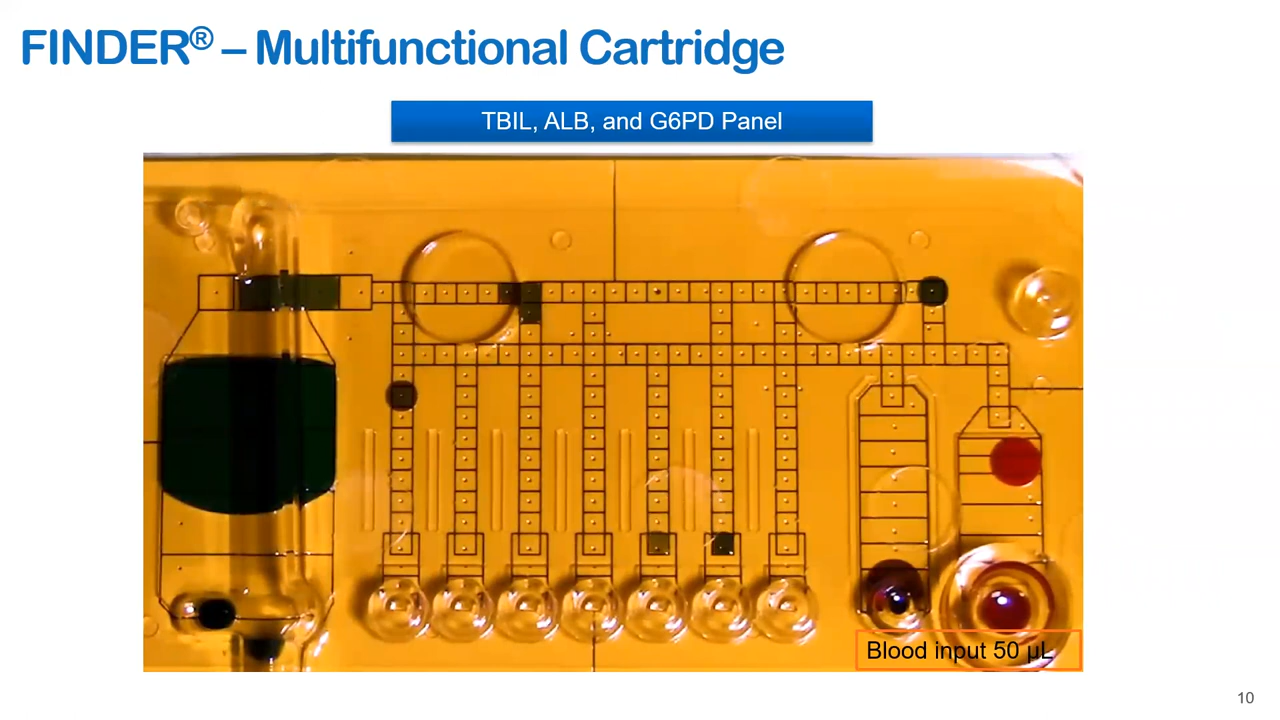 FINDER® – Multifunctional Cartridge
TBIL, ALB, and G6PD Panel
Blood input 50 µL
10